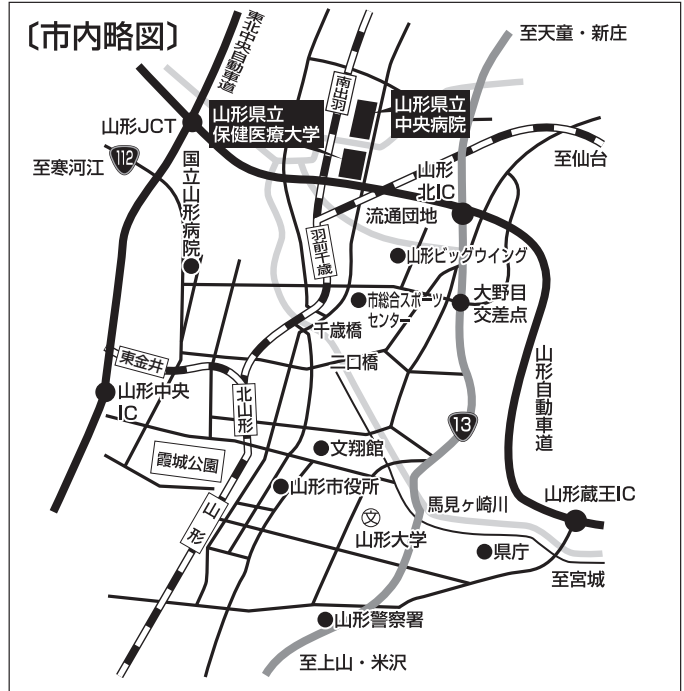 〔市内略図〕
東北中央自動車道
至天童・新庄
南出羽
山形県立
中央病院
山形県立
保健医療大学
山形JCT
至寒河江
112
国立山形病院
至仙台
山形
北IC
流通団地
羽前千歳
山形ビッグウイング
市総合スポーツ
センター
大野目
交差点
千歳橋
二口橋
東金井
山形中央
IC
北山形
山形自動車道
13
文翔館
霞城公園
山形市役所
山形
文
山形大学
馬見ヶ崎川
山形蔵王IC
県庁
至宮城
山形警察署
至上山・米沢